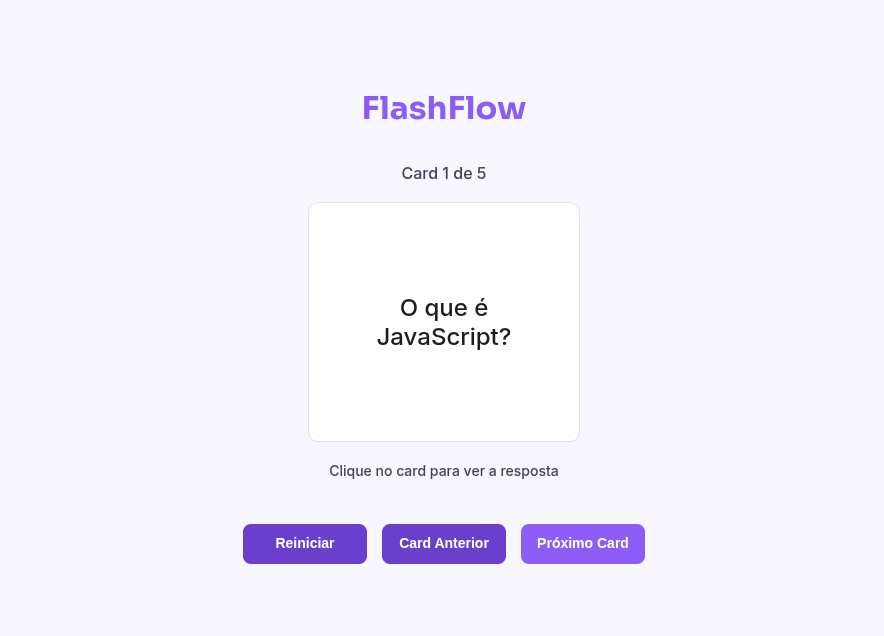 FlashFlow
Card 1 de 5
O que é
JavaScript?
Clique no card para ver a resposta
Reiniciar
Card Anterior
Próximo Card